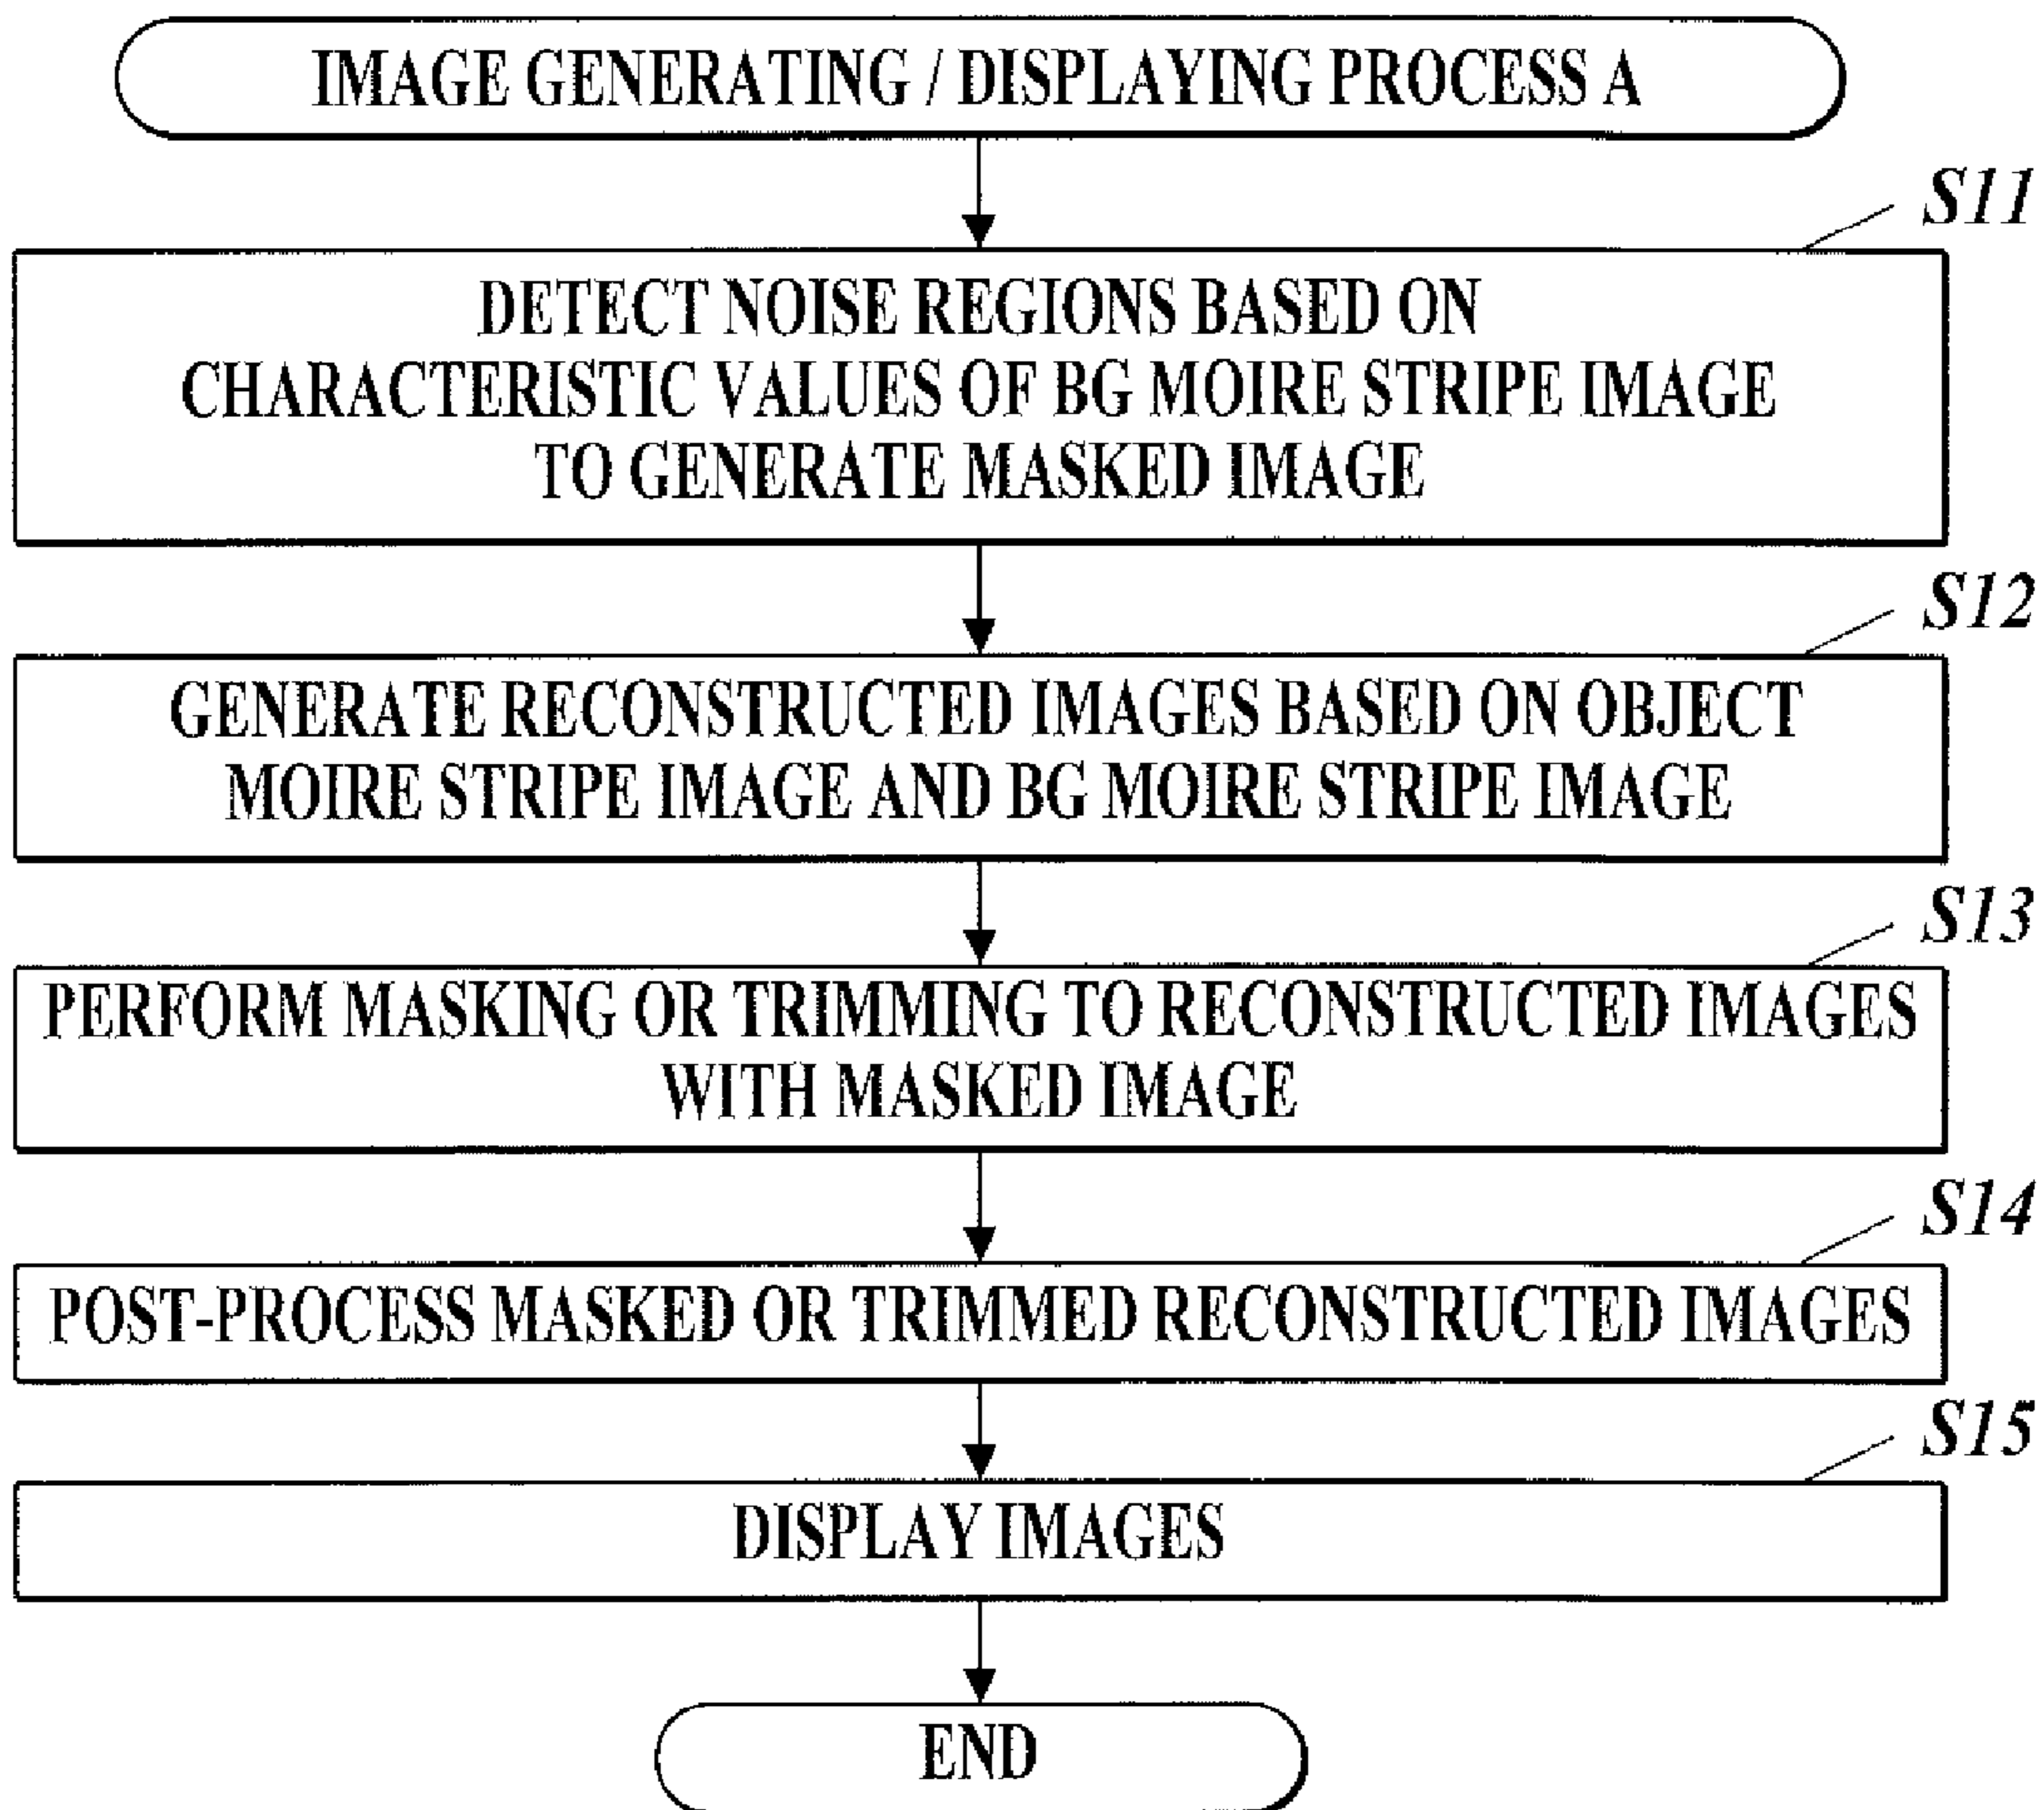 IMAGE GENERATING / DISPLAYING PROCESS A
S11
DETECT NOISE REGIONS BASED ON
CHARACTERISTIC VALUES OF BG MOIRE STRIPE IMAGE
TO GENERATE MASKED IMAGE
S12
GENERATE RECONSTRUCTED IMAGES BASED ON OBJECT
MOIRE STRIPE IMAGE AND BG MOIRE STRIPE IMAGE
S13
PERFORM MASKING OR TRIMMING TO RECONSTRUCTED IMAGES
WITH MASKED IMAGE
S14
POST-PROCESS MASKED OR TRIMMED RECONSTRUCTED IMAGES
S15
DISPLAY IMAGES
END